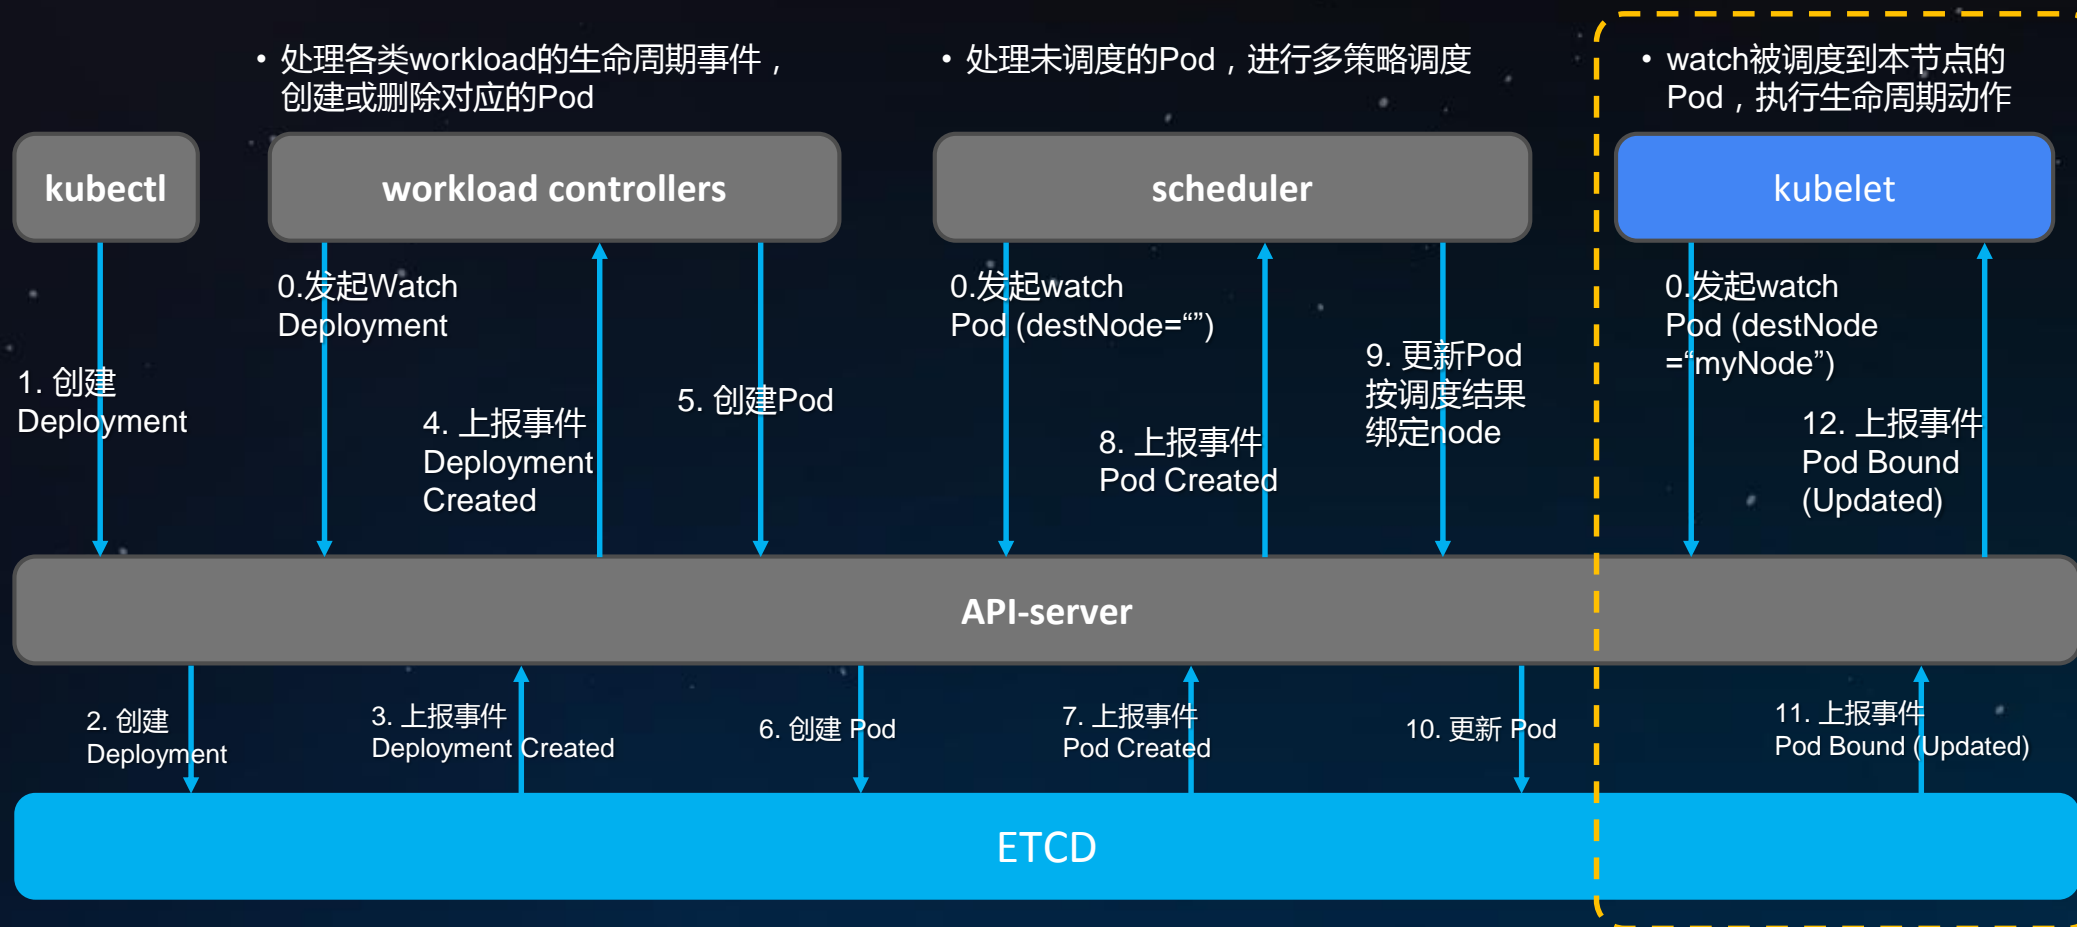 • 处理各类workload的生命周期事件，
创建或删除对应的Pod
• 处理未调度的Pod，进行多策略调度
• watch被调度到本节点的
Pod，执行生命周期动作
kubectl
workload controllers
scheduler
kubelet
0.发起Watch
Deployment
0.发起watch
Pod (destNode=“”)
0.发起watch
Pod (destNode
=“myNode”)
1. 创建
Deployment
4. 上报事件
Deployment
Created
5. 创建Pod
8. 上报事件
Pod Created
9. 更新Pod
按调度结果
绑定node
12. 上报事件
Pod Bound
(Updated)
API-server
2. 创建
Deployment
3. 上报事件
Deployment Created
6. 创建 Pod
7. 上报事件
Pod Created
10. 更新 Pod
11. 上报事件
Pod Bound (Updated)
ETCD